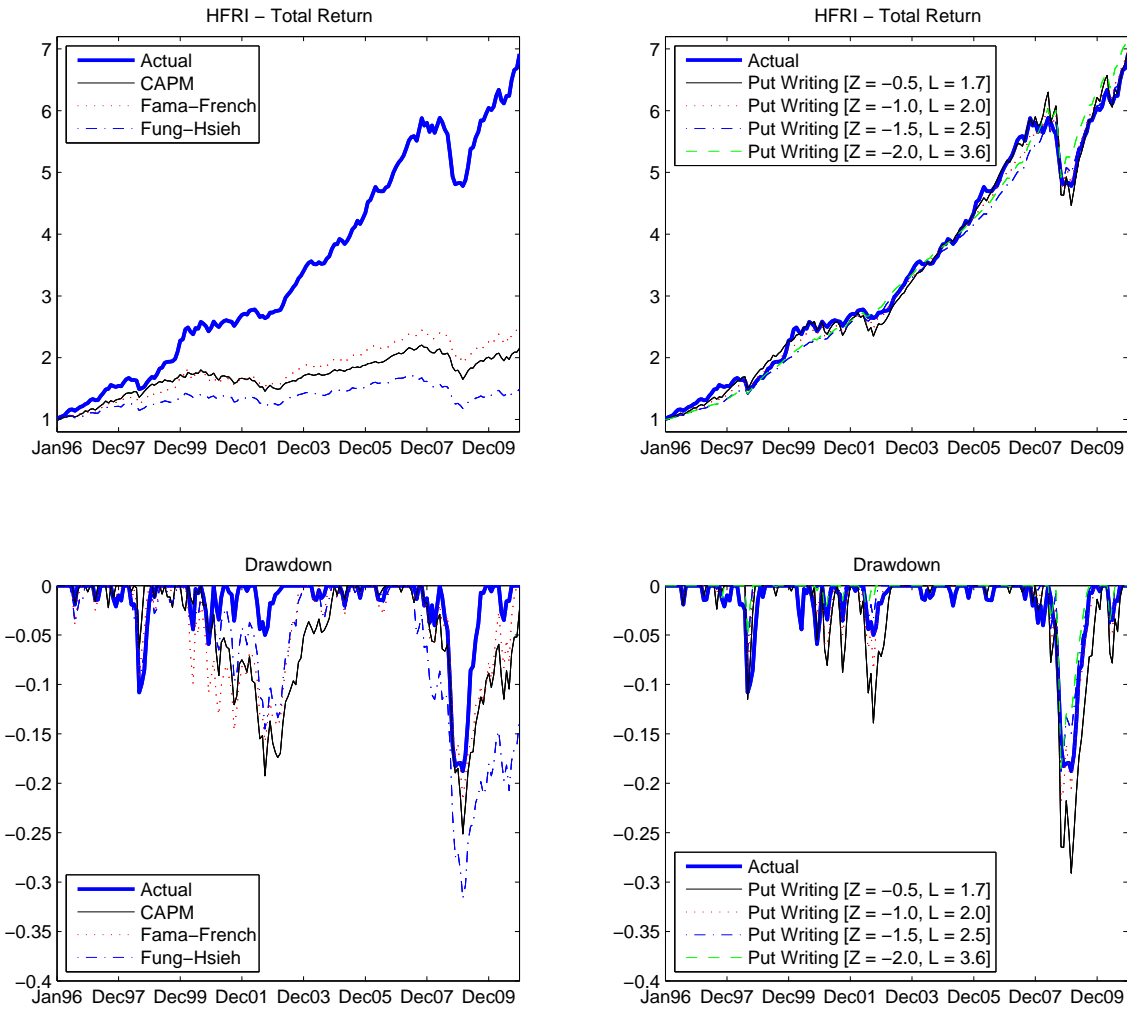 HFRI − Total Return
7
6
5
4
3
2
1
Jan96 Dec97 Dec99 Dec01 Dec03 Dec05 Dec07 Dec09
Actual
CAPM
Fama−French
Fung−Hsieh
HFRI − Total Return
7
6
5
4
3
2
1
Jan96 Dec97 Dec99 Dec01 Dec03 Dec05 Dec07 Dec09
Actual
Put Writing [Z = −0.5, L = 1.7]
Put Writing [Z = −1.0, L = 2.0]
Put Writing [Z = −1.5, L = 2.5]
Put Writing [Z = −2.0, L = 3.6]
Drawdown
0
−0.05
−0.1
−0.15
−0.2
−0.25
−0.3
−0.35
−0.4
Jan96 Dec97 Dec99 Dec01 Dec03 Dec05 Dec07 Dec09
Actual
CAPM
Fama−French
Fung−Hsieh
Drawdown
0
−0.05
−0.1
−0.15
−0.2
−0.25
−0.3
−0.35
−0.4
Jan96 Dec97 Dec99 Dec01 Dec03 Dec05 Dec07 Dec09
Actual
Put Writing [Z = −0.5, L = 1.7]
Put Writing [Z = −1.0, L = 2.0]
Put Writing [Z = −1.5, L = 2.5]
Put Writing [Z = −2.0, L = 3.6]